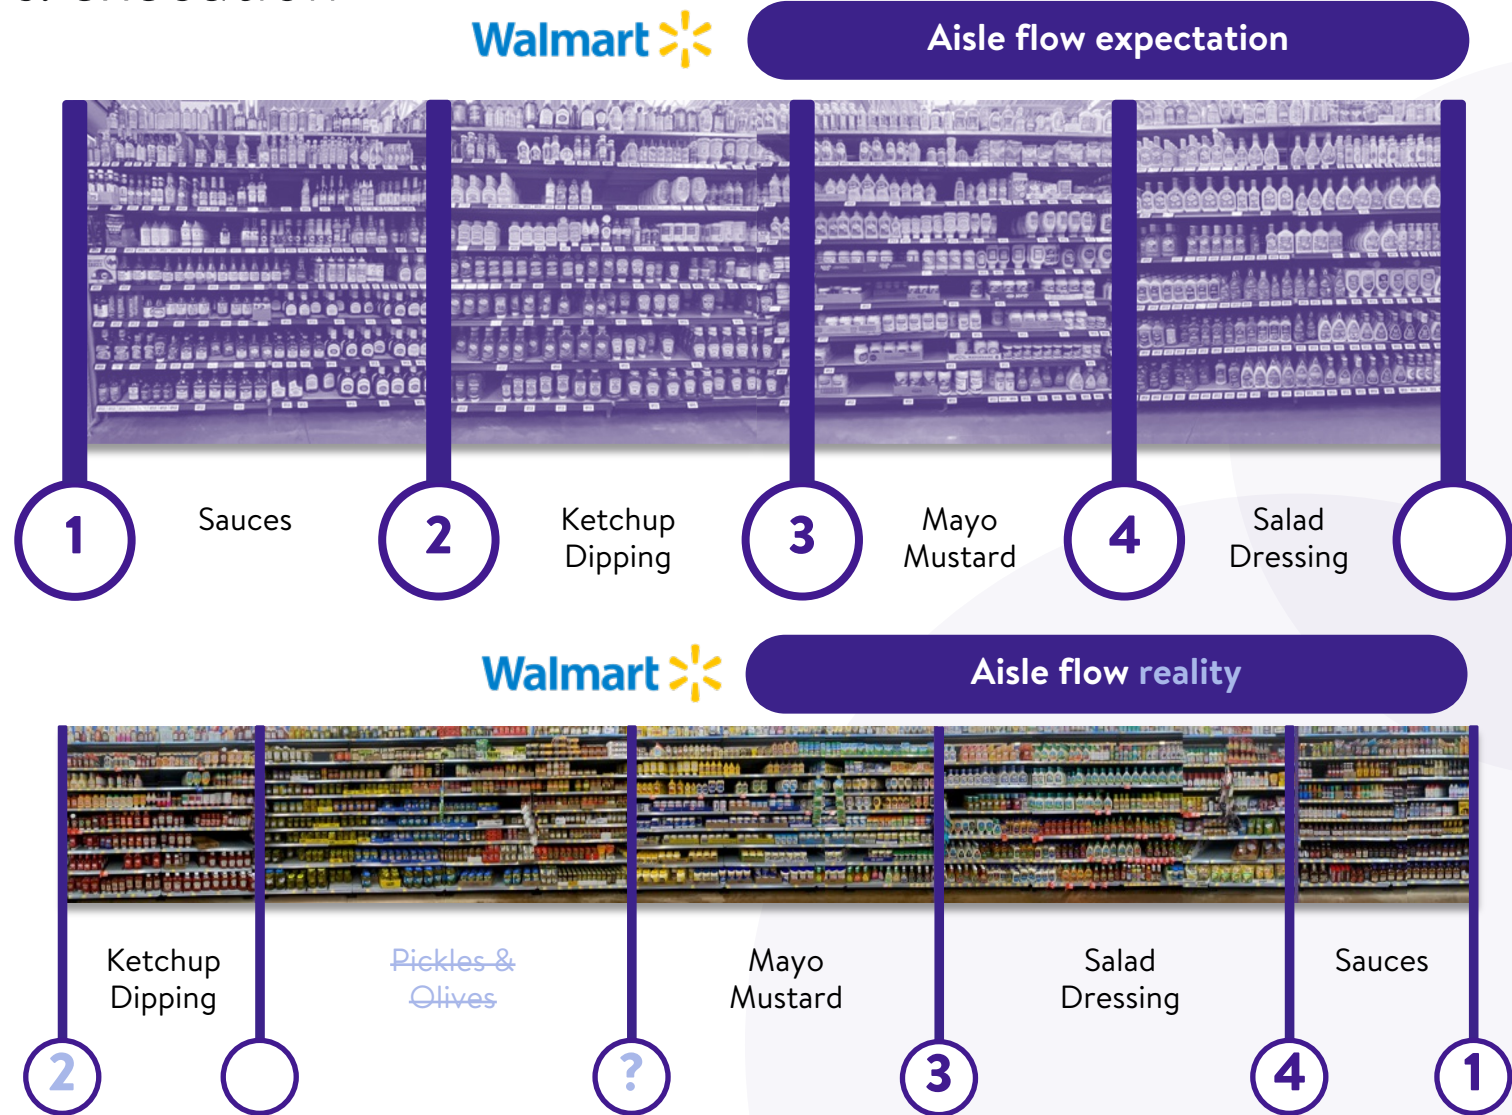 Walmart
Aisle flow expectation
1
Sauces
2
Ketchup
Dipping
3
Mayo
Mustard
4
Salad
Dressing
Walmart
Aisle flow reality
Ketchup
Dipping
Pickles &
Olives
Mayo
Mustard
Salad
Dressing
Sauces
2
?
3
4
1